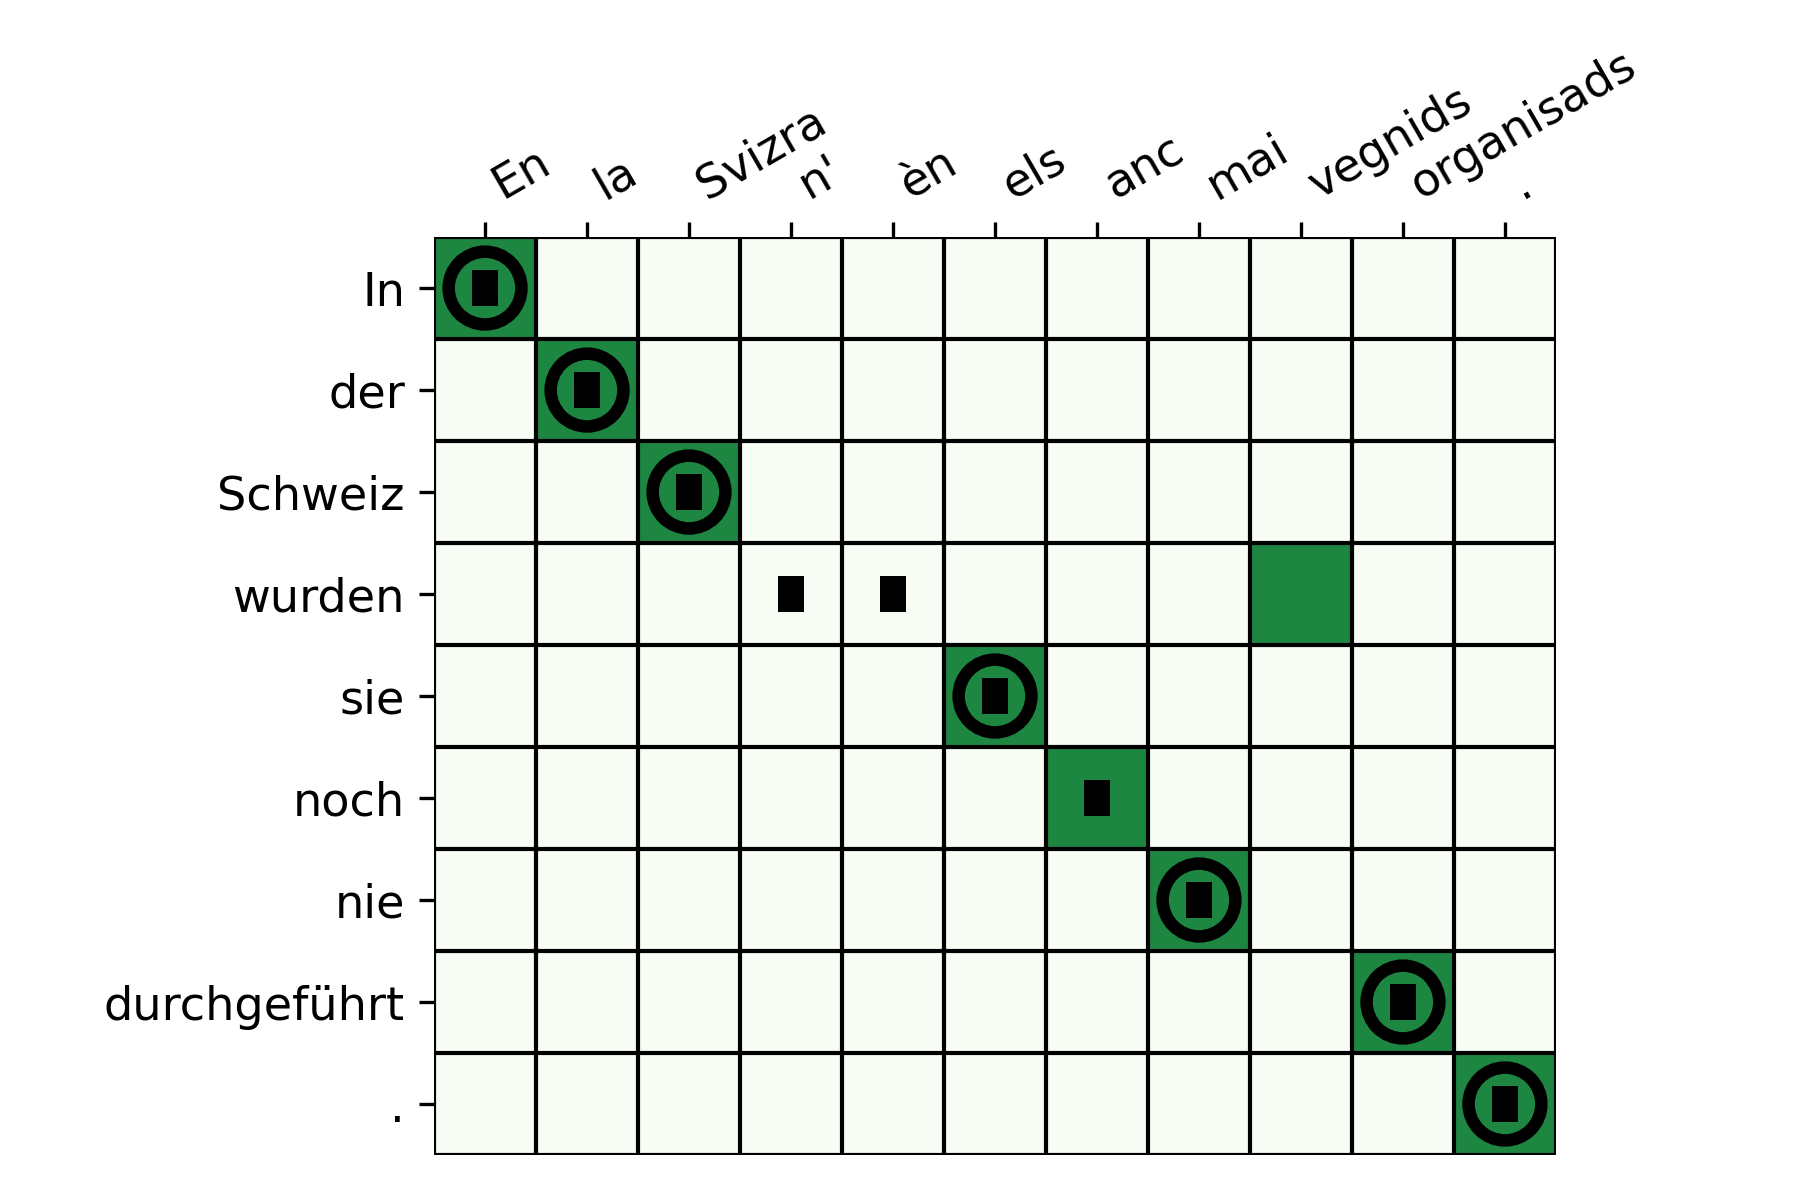 En la Svizra n' èn els anc mai vegnids organisads .
In
der
Schweiz
wurden
sie
noch
nie
durchgeführt
.